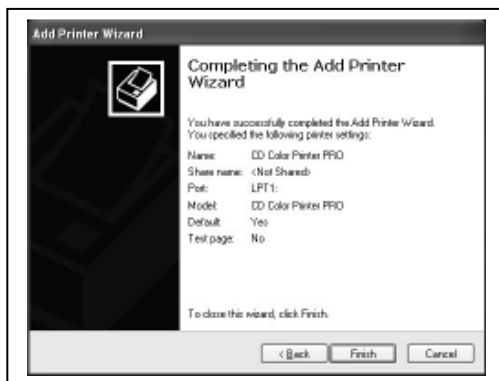 Add Printer Wizard
Completing the Add Printer
Wizard
You have successfully completed the Add Printer Wizard.
You specified the following printer settings:
Name: CD Color Printer PRO
Share name: <Not Shared>
Port: LPT1:
Model: CD Color Printer PRO
Default: Yes
Test page: No
To close this wizard, click Finish.
< Back Finish Cancel